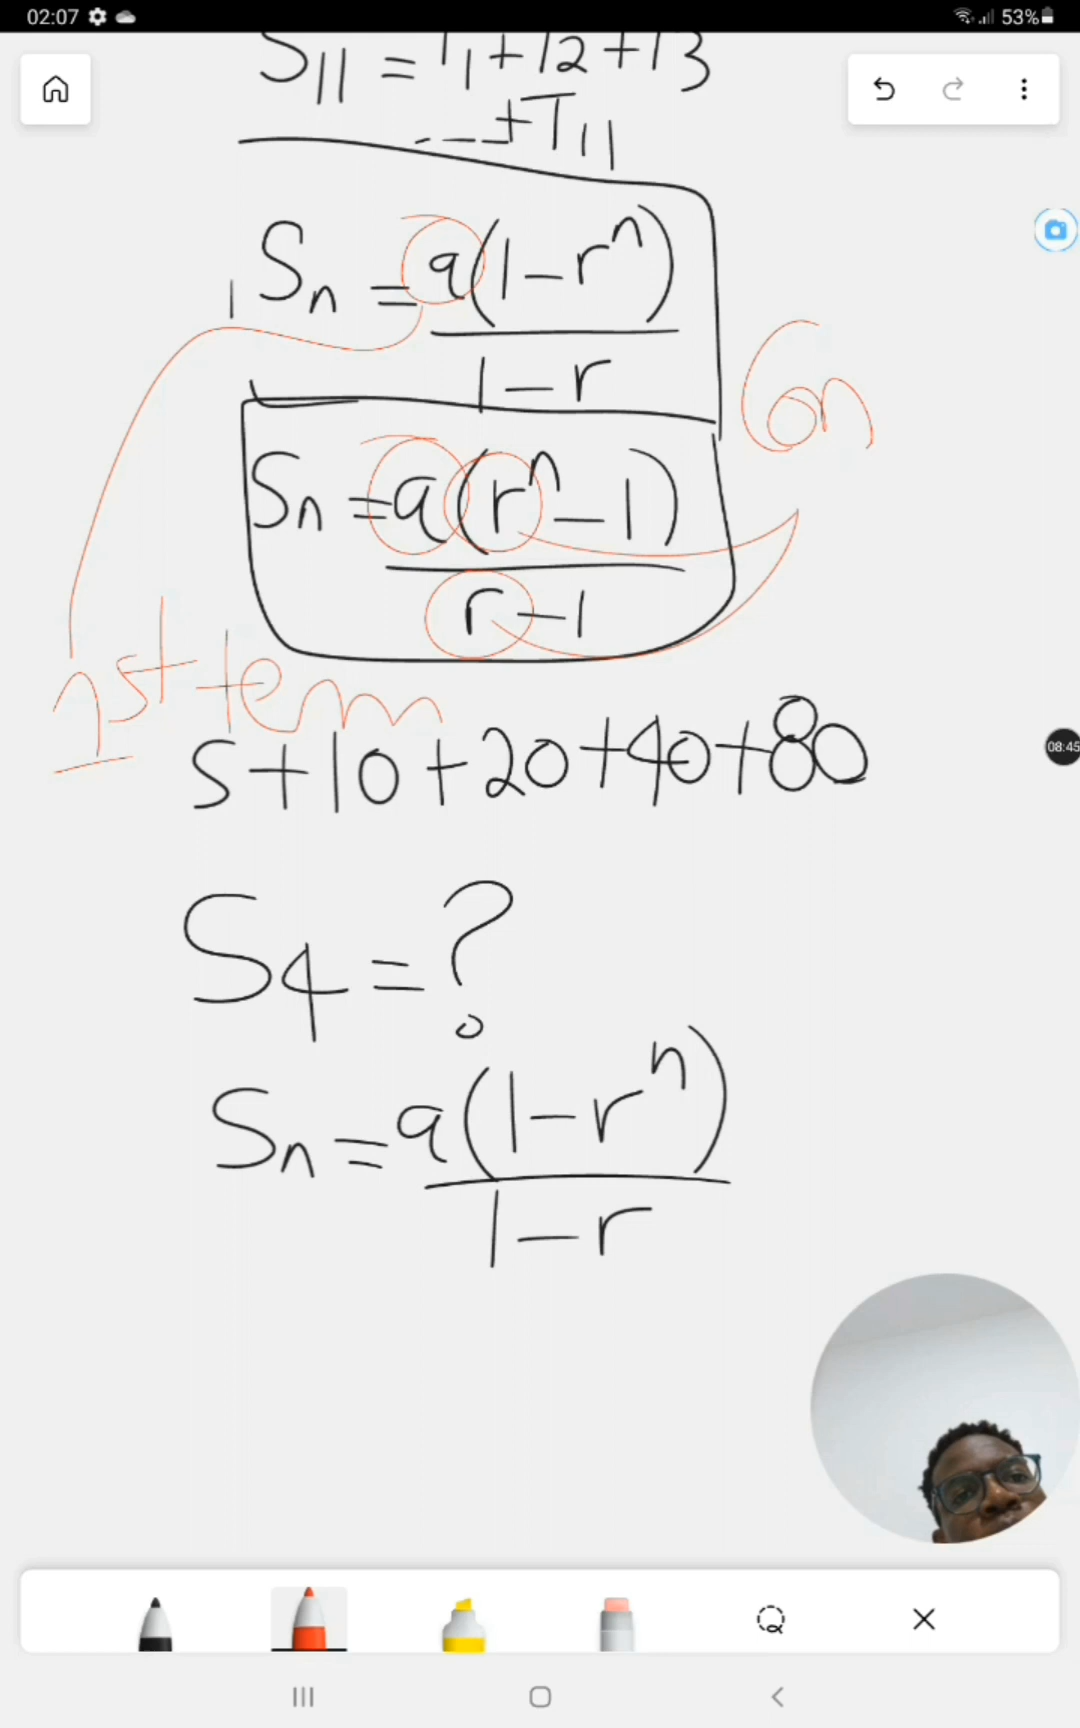 02:07 53%
S11 = T1+T2+T3
...+T11
Sn = a(1-r^n)
1-r
Con
Sn = a(r^n-1)
r-1
1st term
5+10+20+40+80
08:45
S4 = ?
Sn = a(1-r^n)
1-r